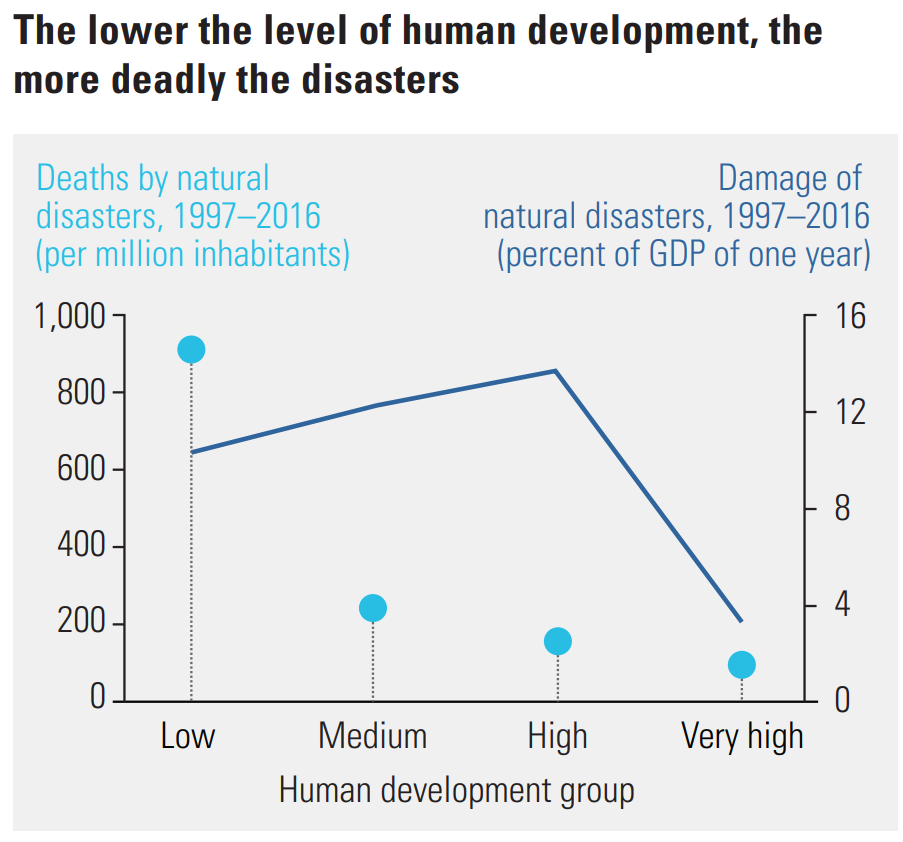 The lower the level of human development, the
more deadly the disasters
Deaths by natural
disasters, 1997–2016
(per million inhabitants)
Damage of
natural disasters, 1997–2016
(percent of GDP of one year)
1,000
800
600
400
200
0
16
12
8
4
0
Low Medium High Very high
Human development group